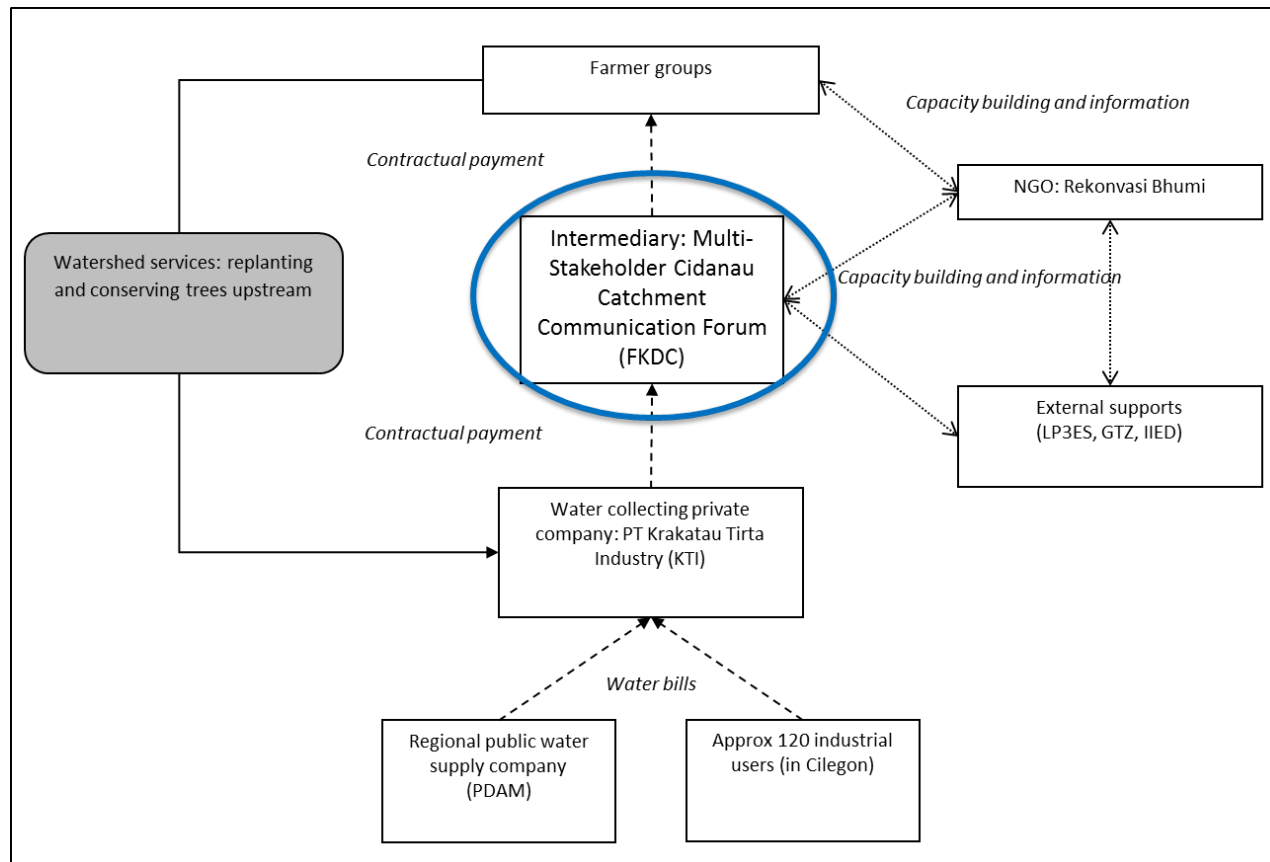 Farmer groups
Capacity building and information
Contractual payment
NGO: Rekonvasi Bhumi
Intermediary: Multi-
Stakeholder Cidanau
Catchment
Communication Forum
(FKDC)
Watershed services: replanting
and conserving trees upstream
Capacity building and information
External supports
(LP3ES, GTZ, IIED)
Contractual payment
Water collecting private
company: PT Krakatau Tirta
Industry (KTI)
Water bills
Regional public water
supply company
(PDAM)
Approx 120 industrial
users (in Cilegon)